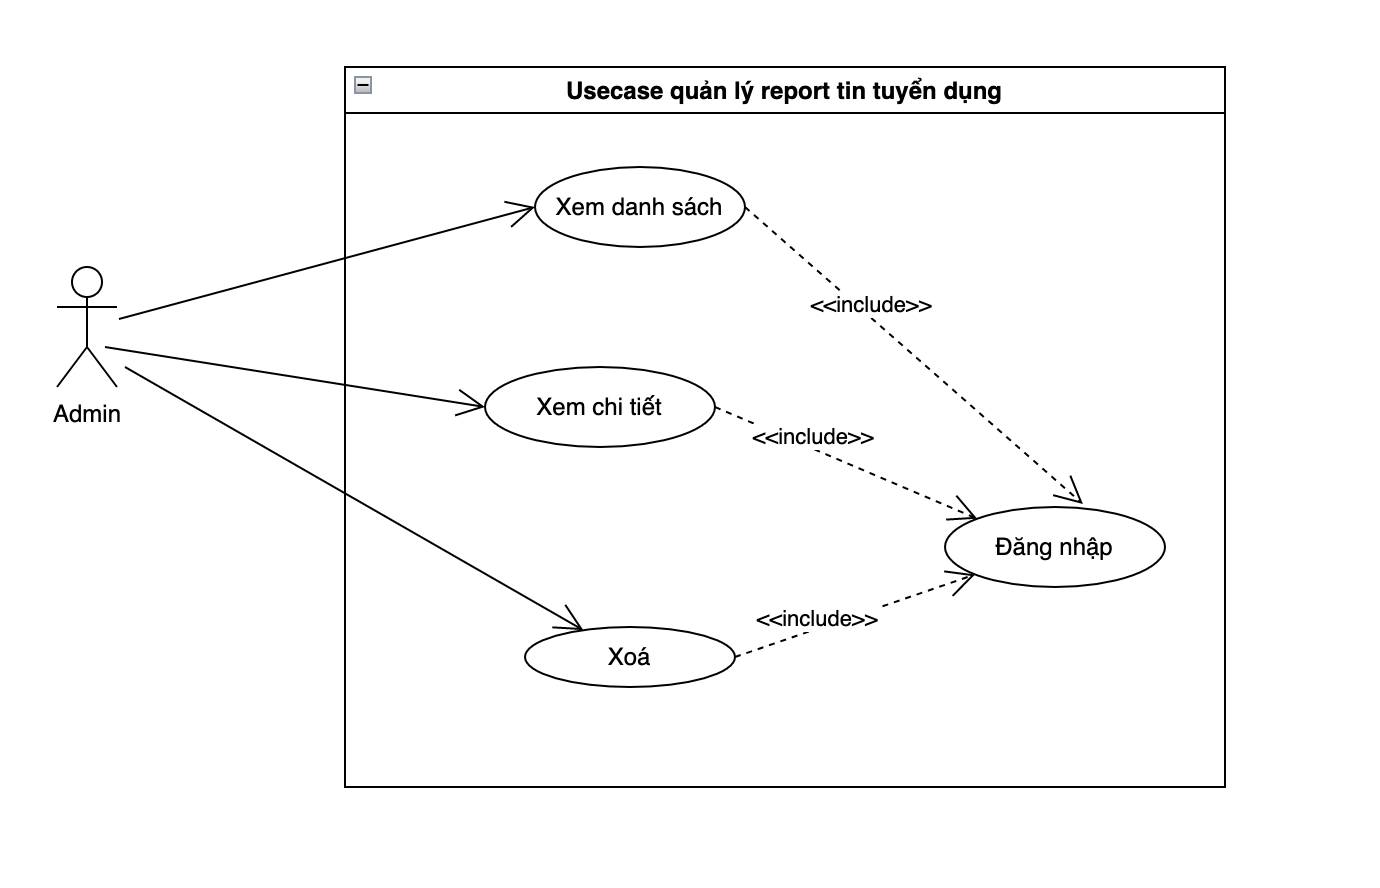 Usecase quản lý report tin tuyển dụng
Xem danh sách
<<include>>
Admin
Xem chi tiết
<<include>>
Đăng nhập
<<include>>
Xoá